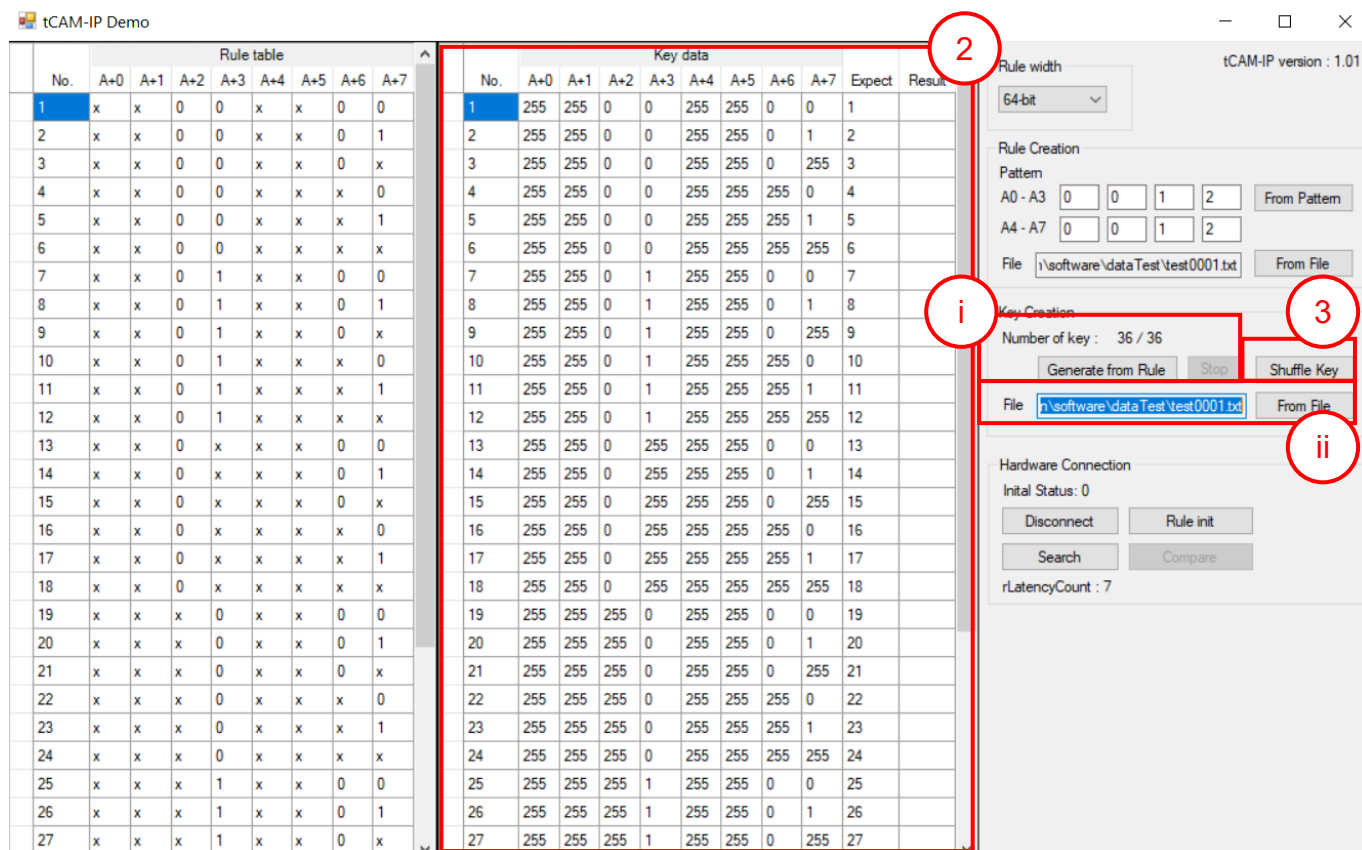 tCAM-IP Demo
Rule table
No. A+0 A+1 A+2 A+3 A+4 A+5 A+6 A+7
1 x x 0 0 x x 0 0
2 x x 0 0 x x 0 1
3 x x 0 0 x x 0 x
4 x x 0 0 x x x 0
5 x x 0 0 x x x 1
6 x x 0 0 x x x x
7 x x 0 1 x x 0 0
8 x x 0 1 x x 0 1
9 x x 0 1 x x 0 x
10 x x 0 1 x x x 0
11 x x 0 1 x x x 1
12 x x 0 1 x x x x
13 x x 0 x x x 0 0
14 x x 0 x x x 0 1
15 x x 0 x x x 0 x
16 x x 0 x x x x 0
17 x x 0 x x x x 1
18 x x 0 x x x x x
19 x x x 0 x x 0 0
20 x x x 0 x x 0 1
21 x x x 0 x x 0 x
22 x x x 0 x x x 0
23 x x x 0 x x x 1
24 x x x 0 x x x x
25 x x x 1 x x 0 0
26 x x x 1 x x 0 1
27 x x x 1 x x 0 x
Key data
2
No. A+0 A+1 A+2 A+3 A+4 A+5 A+6 A+7 Expect Result
1 255 255 0 0 255 255 0 0 1
2 255 255 0 0 255 255 0 1 2
3 255 255 0 0 255 255 0 255 3
4 255 255 0 0 255 255 255 0 4
5 255 255 0 0 255 255 255 1 5
6 255 255 0 0 255 255 255 255 6
7 255 255 0 1 255 255 0 0 7
8 255 255 0 1 255 255 0 1 8
9 255 255 0 1 255 255 0 255 9
10 255 255 0 1 255 255 255 0 10
11 255 255 0 1 255 255 255 1 11
12 255 255 0 1 255 255 255 255 12
13 255 255 0 255 255 255 0 0 13
14 255 255 0 255 255 255 0 1 14
15 255 255 0 255 255 255 0 255 15
16 255 255 0 255 255 255 255 0 16
17 255 255 0 255 255 255 255 1 17
18 255 255 0 255 255 255 255 255 18
19 255 255 255 0 255 255 0 0 19
20 255 255 255 0 255 255 0 1 20
21 255 255 255 0 255 255 0 255 21
22 255 255 255 0 255 255 255 0 22
23 255 255 255 0 255 255 255 1 23
24 255 255 255 0 255 255 255 255 24
25 255 255 255 1 255 255 0 0 25
26 255 255 255 1 255 255 0 1 26
27 255 255 255 1 255 255 0 255 27
tCAM-IP version : 1.01
Rule width
64-bit
Rule Creation
Pattern
A0 - A3 0 0 1 2 From Pattern
A4 - A7 0 0 1 2
File ı\software\dataTest\test0001.txt From File
i
3
Key Creation
Number of key : 36 / 36
Generate from Rule Stop Shuffle Key
File n\software\dataTest\test0001.txt From File
ii
Hardware Connection
Inital Status: 0
Disconnect Rule init
Search Compare
rLatencyCount : 7